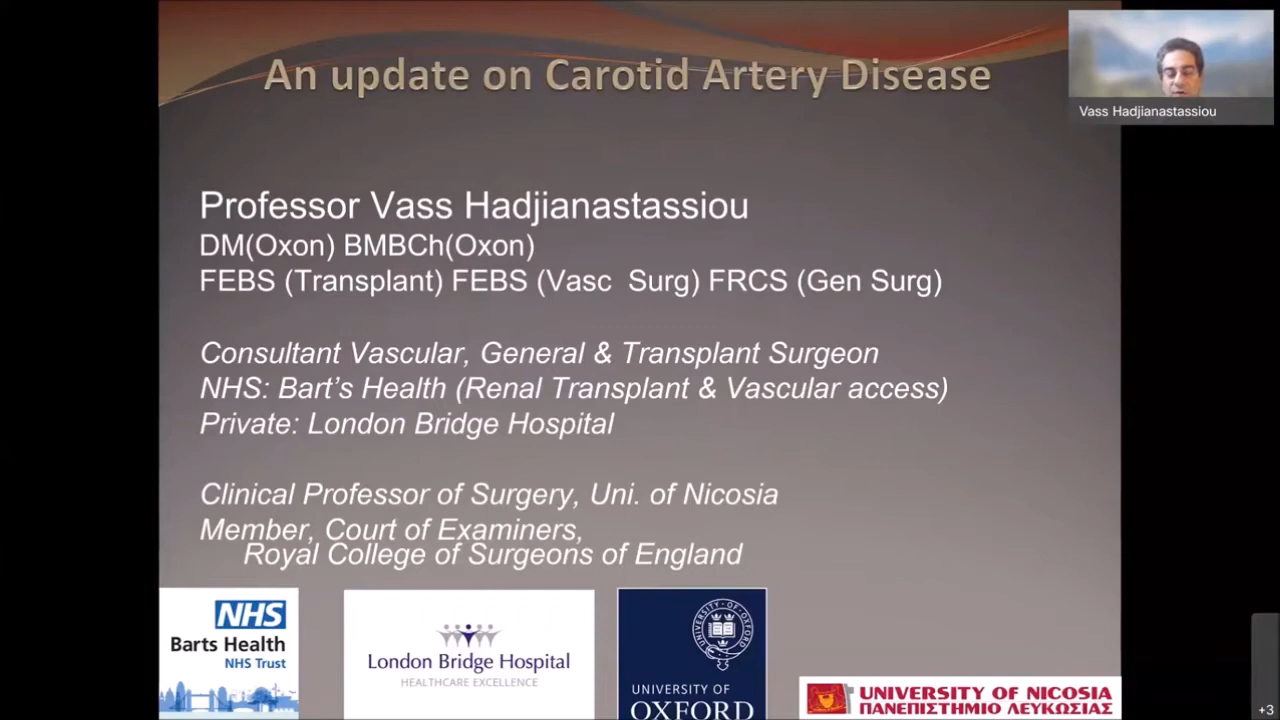 An update on Carotid Artery Disease
Vass Hadjianastassiou
Professor Vass Hadjianastassiou
DM(Oxon) BMBCh(Oxon)
FEBS (Transplant) FEBS (Vasc Surg) FRCS (Gen Surg)
Consultant Vascular, General & Transplant Surgeon
NHS: Bart's Health (Renal Transplant & Vascular access)
Private: London Bridge Hospital
Clinical Professor of Surgery, Uni. of Nicosia
Member, Court of Examiners,
Royal College of Surgeons of England
NHS
Barts Health
NHS Trust
London Bridge Hospital
HEALTHCARE EXCELLENCE
UNIVERSITY OF OXFORD
UNIVERSITY OF
OXFORD
UNIVERSITY OF NICOSIA
ΠΑΝΕΠΙΣΤΗΜΙΟ ΛΕΥΚΩΣΙΑΣ
+3